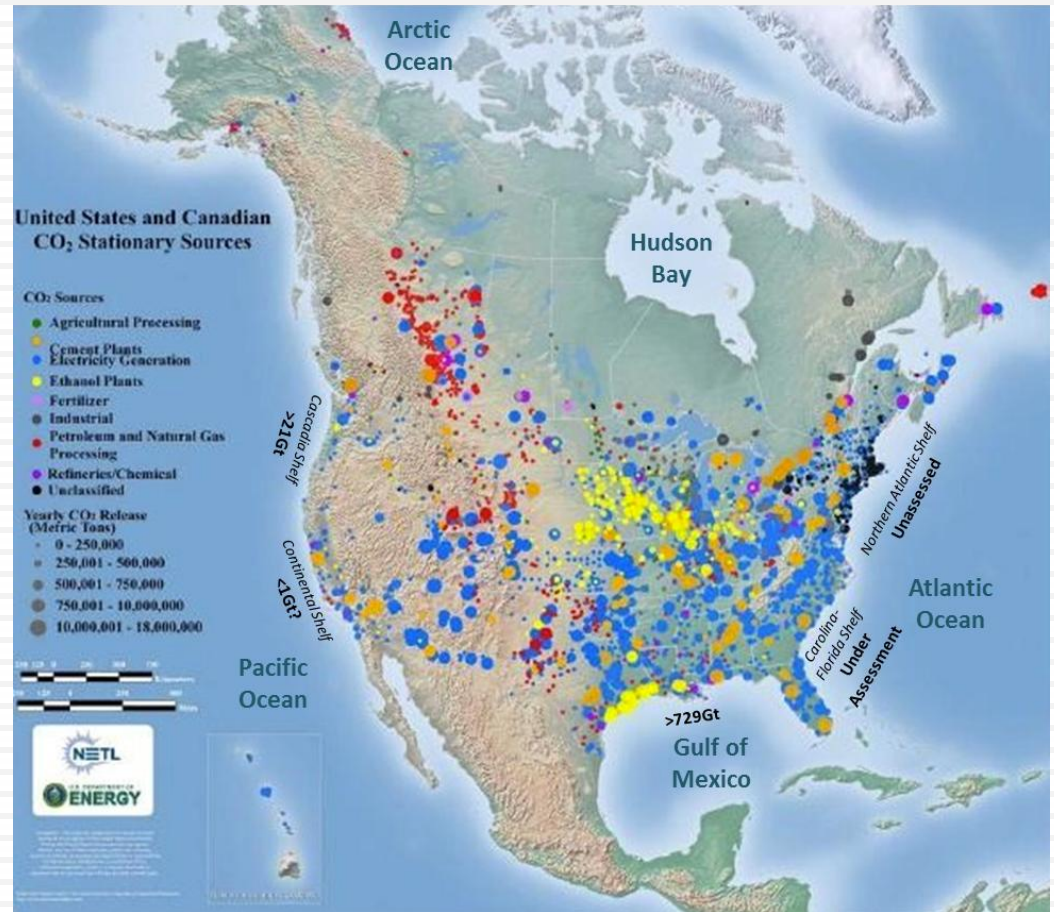 Arctic
Ocean
United States and Canadian
CO₂ Stationary Sources
Hudson
Bay
CO₂ Sources
Agricultural Processing
Cement Plants
Electricity Generation
Ethanol Plants
Fertilizer
Industrial
Petroleum and Natural Gas
Processing
Refineries/Chemical
Unclassified
Yearly CO₂ Release
(Metric Tons)
0 - 250,000
250,001 - 500,000
500,001 - 750,000
750,001 - 10,000,000
10,000,001 - 18,000,000
Cascadia Shelf
>21Gt
Continental Shelf
<1Gt?
Northern Atlantic Shelf
Unassessed
Atlantic
Ocean
Carolina-
Florida Shelf
Under
Assessment
Pacific
Ocean
>729Gt
Gulf of
Mexico
NETL
ENERGY